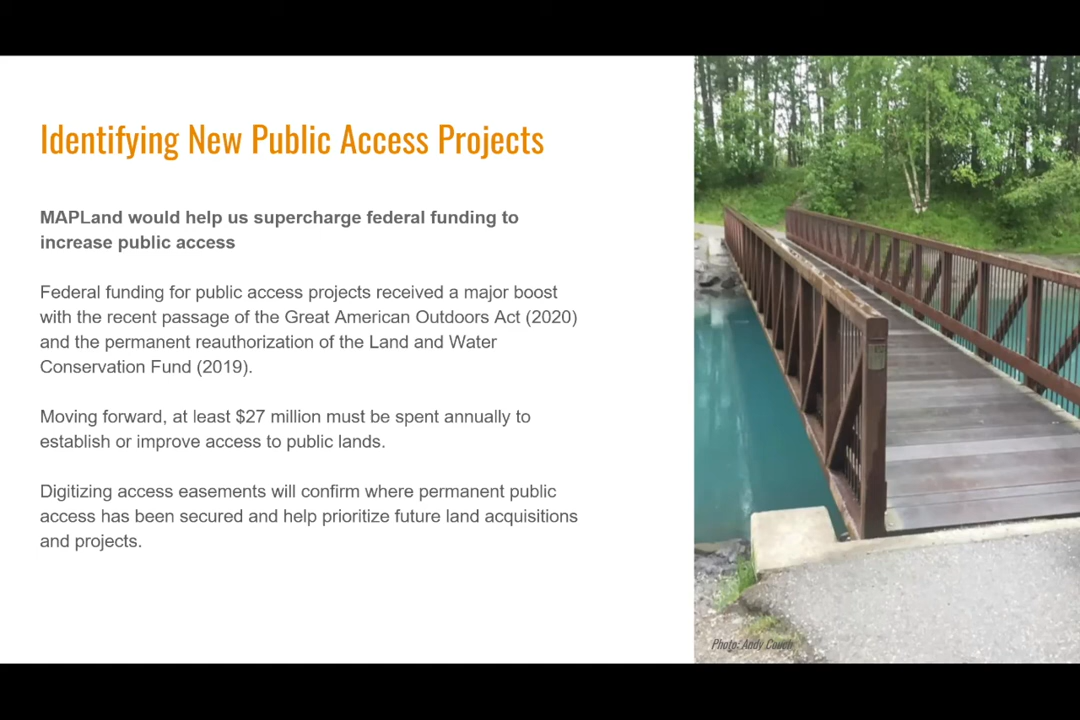 Identifying New Public Access Projects
MAPLand would help us supercharge federal funding to
increase public access
Federal funding for public access projects received a major boost
with the recent passage of the Great American Outdoors Act (2020)
and the permanent reauthorization of the Land and Water
Conservation Fund (2019).
Moving forward, at least $27 million must be spent annually to
establish or improve access to public lands.
Digitizing access easements will confirm where permanent public
access has been secured and help prioritize future land acquisitions
and projects.
Photo: Andy Couch